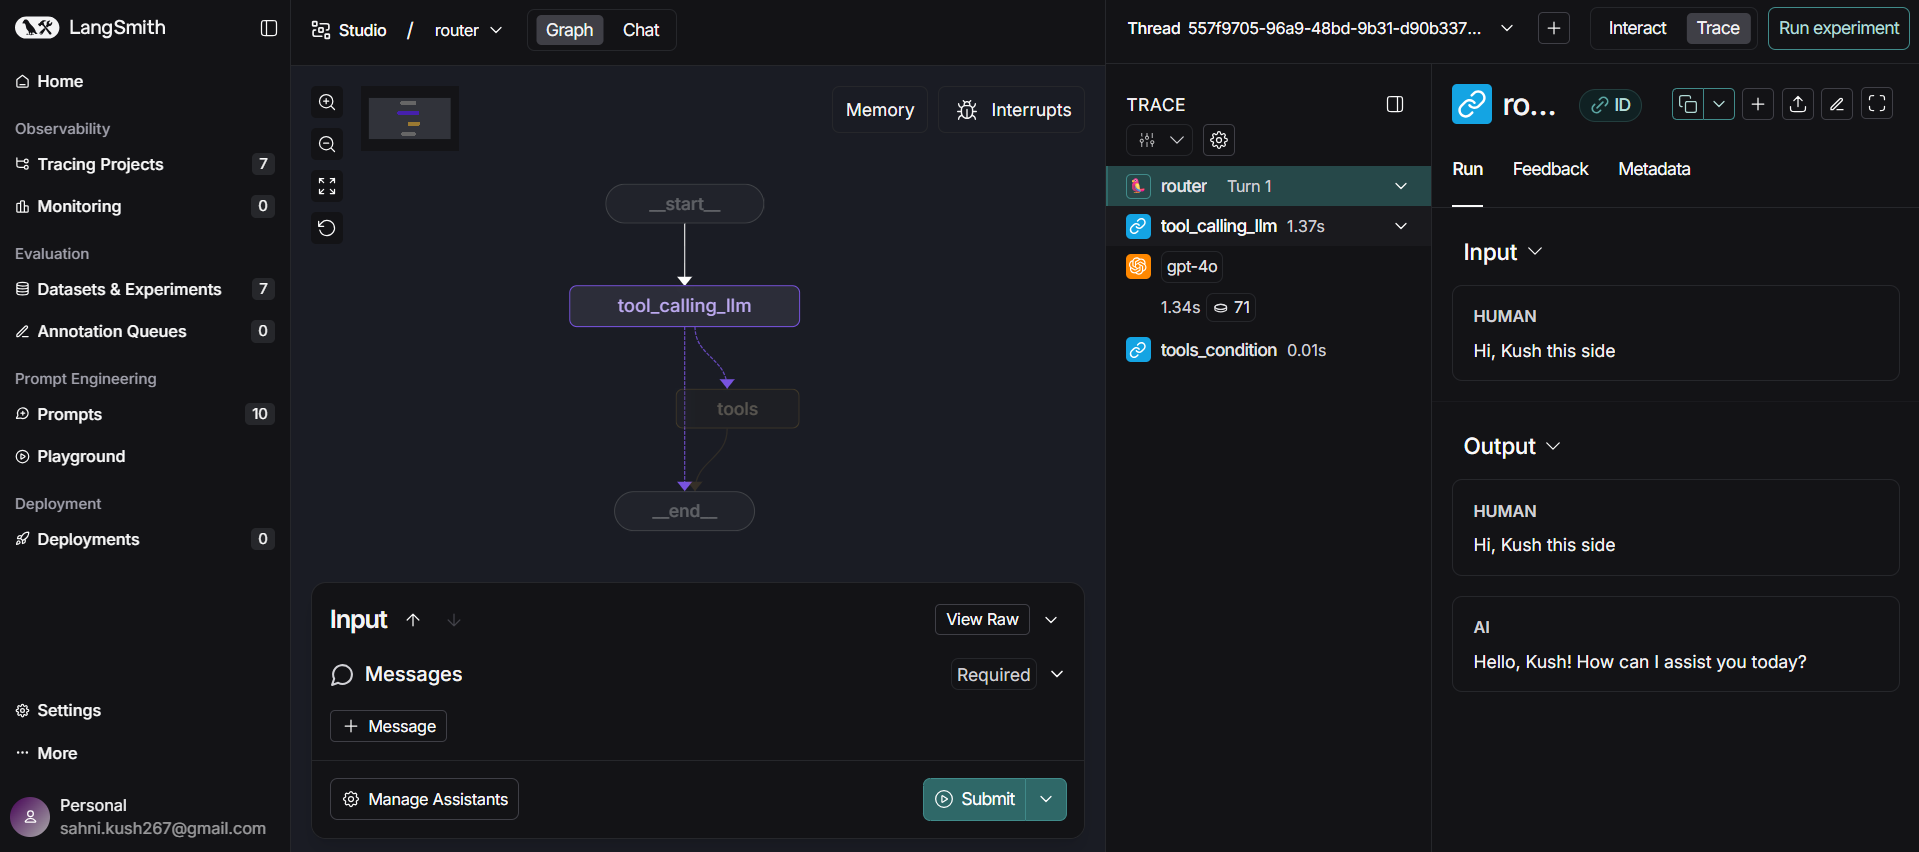 LangSmith
Home
Observability
Tracing Projects 7
Monitoring 0
Evaluation
Datasets & Experiments 7
Annotation Queues 0
Prompt Engineering
Prompts 10
Playground
Deployment
Deployments 0
Settings
More
Personal
sahni.kush267@gmail.com
Studio / router
Graph Chat
Memory Interrupts
__start__
tool_calling_llm
tools
__end__
Input View Raw
Messages Required
+ Message
Manage Assistants Submit
Thread 557f9705-96a9-48bd-9b31-d90b337...
Interact Trace Run experiment
TRACE
router Turn 1
tool_calling_llm 1.37s
gpt-4o
1.34s 71
tools_condition 0.01s
ro... ID
Run Feedback Metadata
Input
HUMAN
Hi, Kush this side
Output
HUMAN
Hi, Kush this side
AI
Hello, Kush! How can I assist you today?